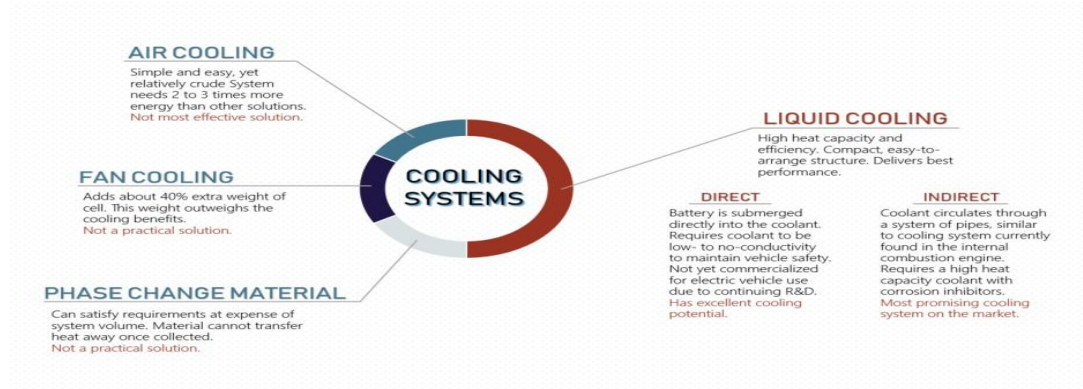 AIR COOLING
Simple and easy, yet
relatively crude System
needs 2 to 3 times more
energy than other solutions.
Not most effective solution.
FAN COOLING
Adds about 40% extra weight of
cell. This weight outweighs the
cooling benefits.
Not a practical solution.
PHASE CHANGE MATERIAL
Can satisfy requirements at expense of
system volume. Material cannot transfer
heat away once collected.
Not a practical solution.
COOLING
SYSTEMS
LIQUID COOLING
High heat capacity and
efficiency. Compact, easy-to-
arrange structure. Delivers best
performance.
DIRECT
Battery is submerged
directly into the coolant.
Requires coolant to be
low- to no-conductivity
to maintain vehicle safety.
Not yet commercialized
for electric vehicle use
due to continuing R&D.
Has excellent cooling
potential.
INDIRECT
Coolant circulates through
a system of pipes, similar
to cooling system currently
found in the internal
combustion engine.
Requires a high heat
capacity coolant with
corrosion inhibitors.
Most promising cooling
system on the market.